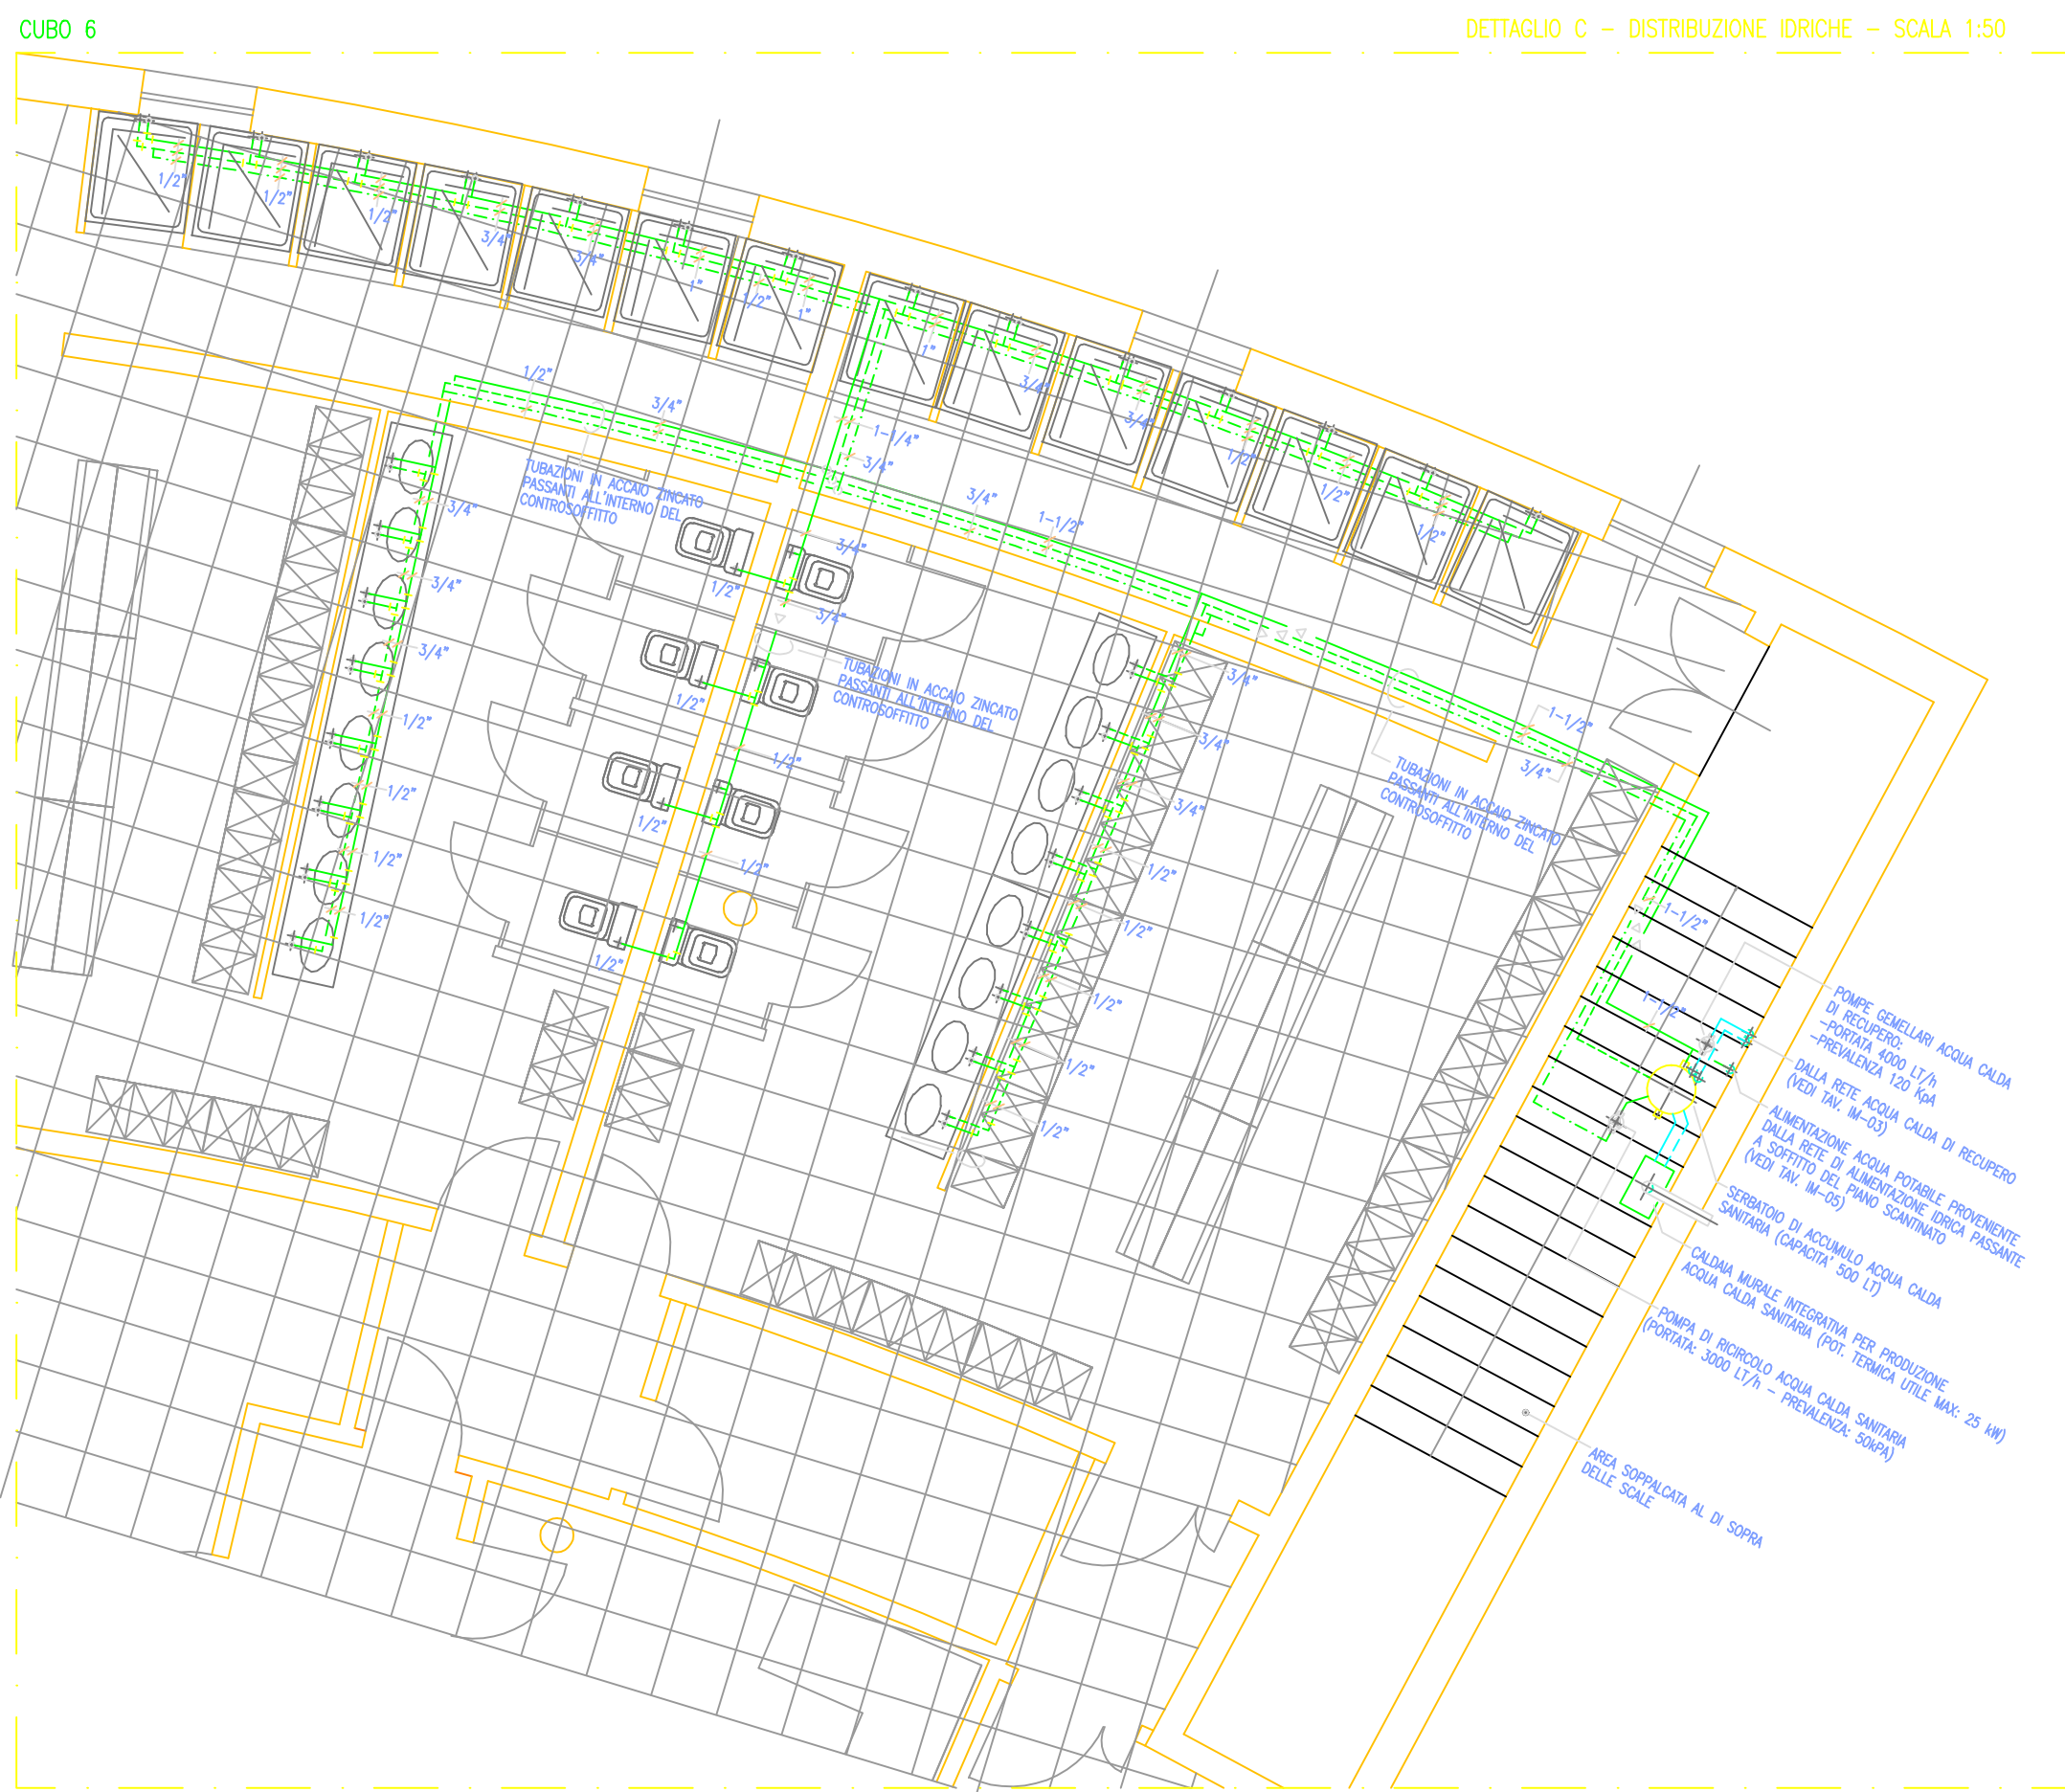 CUBO 6
DETTAGLIO C - DISTRIBUZIONE IDRICHE - SCALA 1:50
1/2"
1/2"
1/2"
3/4"
3/4"
1"
1/2"
1"
1"
3/4"
3/4"
1/2"
1/2"
1/2"
1/2"
3/4"
1-1/4"
3/4"
3/4"
1-1/2"
TUBAZIONI IN ACCAIO ZINCATO
PASSANTI ALL'INTERNO DEL
CONTROSOFFITTO
3/4"
3/4"
3/4"
1/2"
1/2"
1/2"
1/2"
3/4"
1/2"
3/2"
1/2"
1/2"
1/2"
1/2"
1/2"
TUBAZIONI IN ACCAIO ZINCATO
PASSANTI ALL'INTERNO DEL
CONTROSOFFITTO
3/4"
3/4"
3/4"
1/2"
1/2"
1/2"
1/2"
1/2"
1-1/2"
3/4"
TUBAZIONI IN ACCAIO ZINCATO
PASSANTI ALL'INTERNO DEL
CONTROSOFFITTO
1-1/2"
1-1/2"
POMPE GEMELLARI ACQUA CALDA
DI RECUPERO:
-PORTATA 4000 LT/h
-PREVALENZA 120 KpA
DALLA RETE ACQUA CALDA DI RECUPERO
(VEDI TAV. IM-03)
ALIMENTAZIONE ACQUA POTABILE PROVENIENTE
DALLA RETE DI ALIMENTAZIONE IDRICA PASSANTE
A SOFFITTO DEL PIANO SCANTINATO
(VEDI TAV. IM-05)
SERBATOIO DI ACCUMULO ACQUA CALDA
SANITARIA (CAPACITA' 500 LT)
CALDAIA MURALE INTEGRATIVA PER PRODUZIONE
ACQUA CALDA SANITARIA (POT. TERMICA UTILE MAX: 25 kW)
POMPA DI RICIRCOLO ACQUA CALDA SANITARIA
(PORTATA: 3000 LT/h - PREVALENZA: 50kPA)
AREA SOPPALCATA AL DI SOPRA
DELLE SCALE